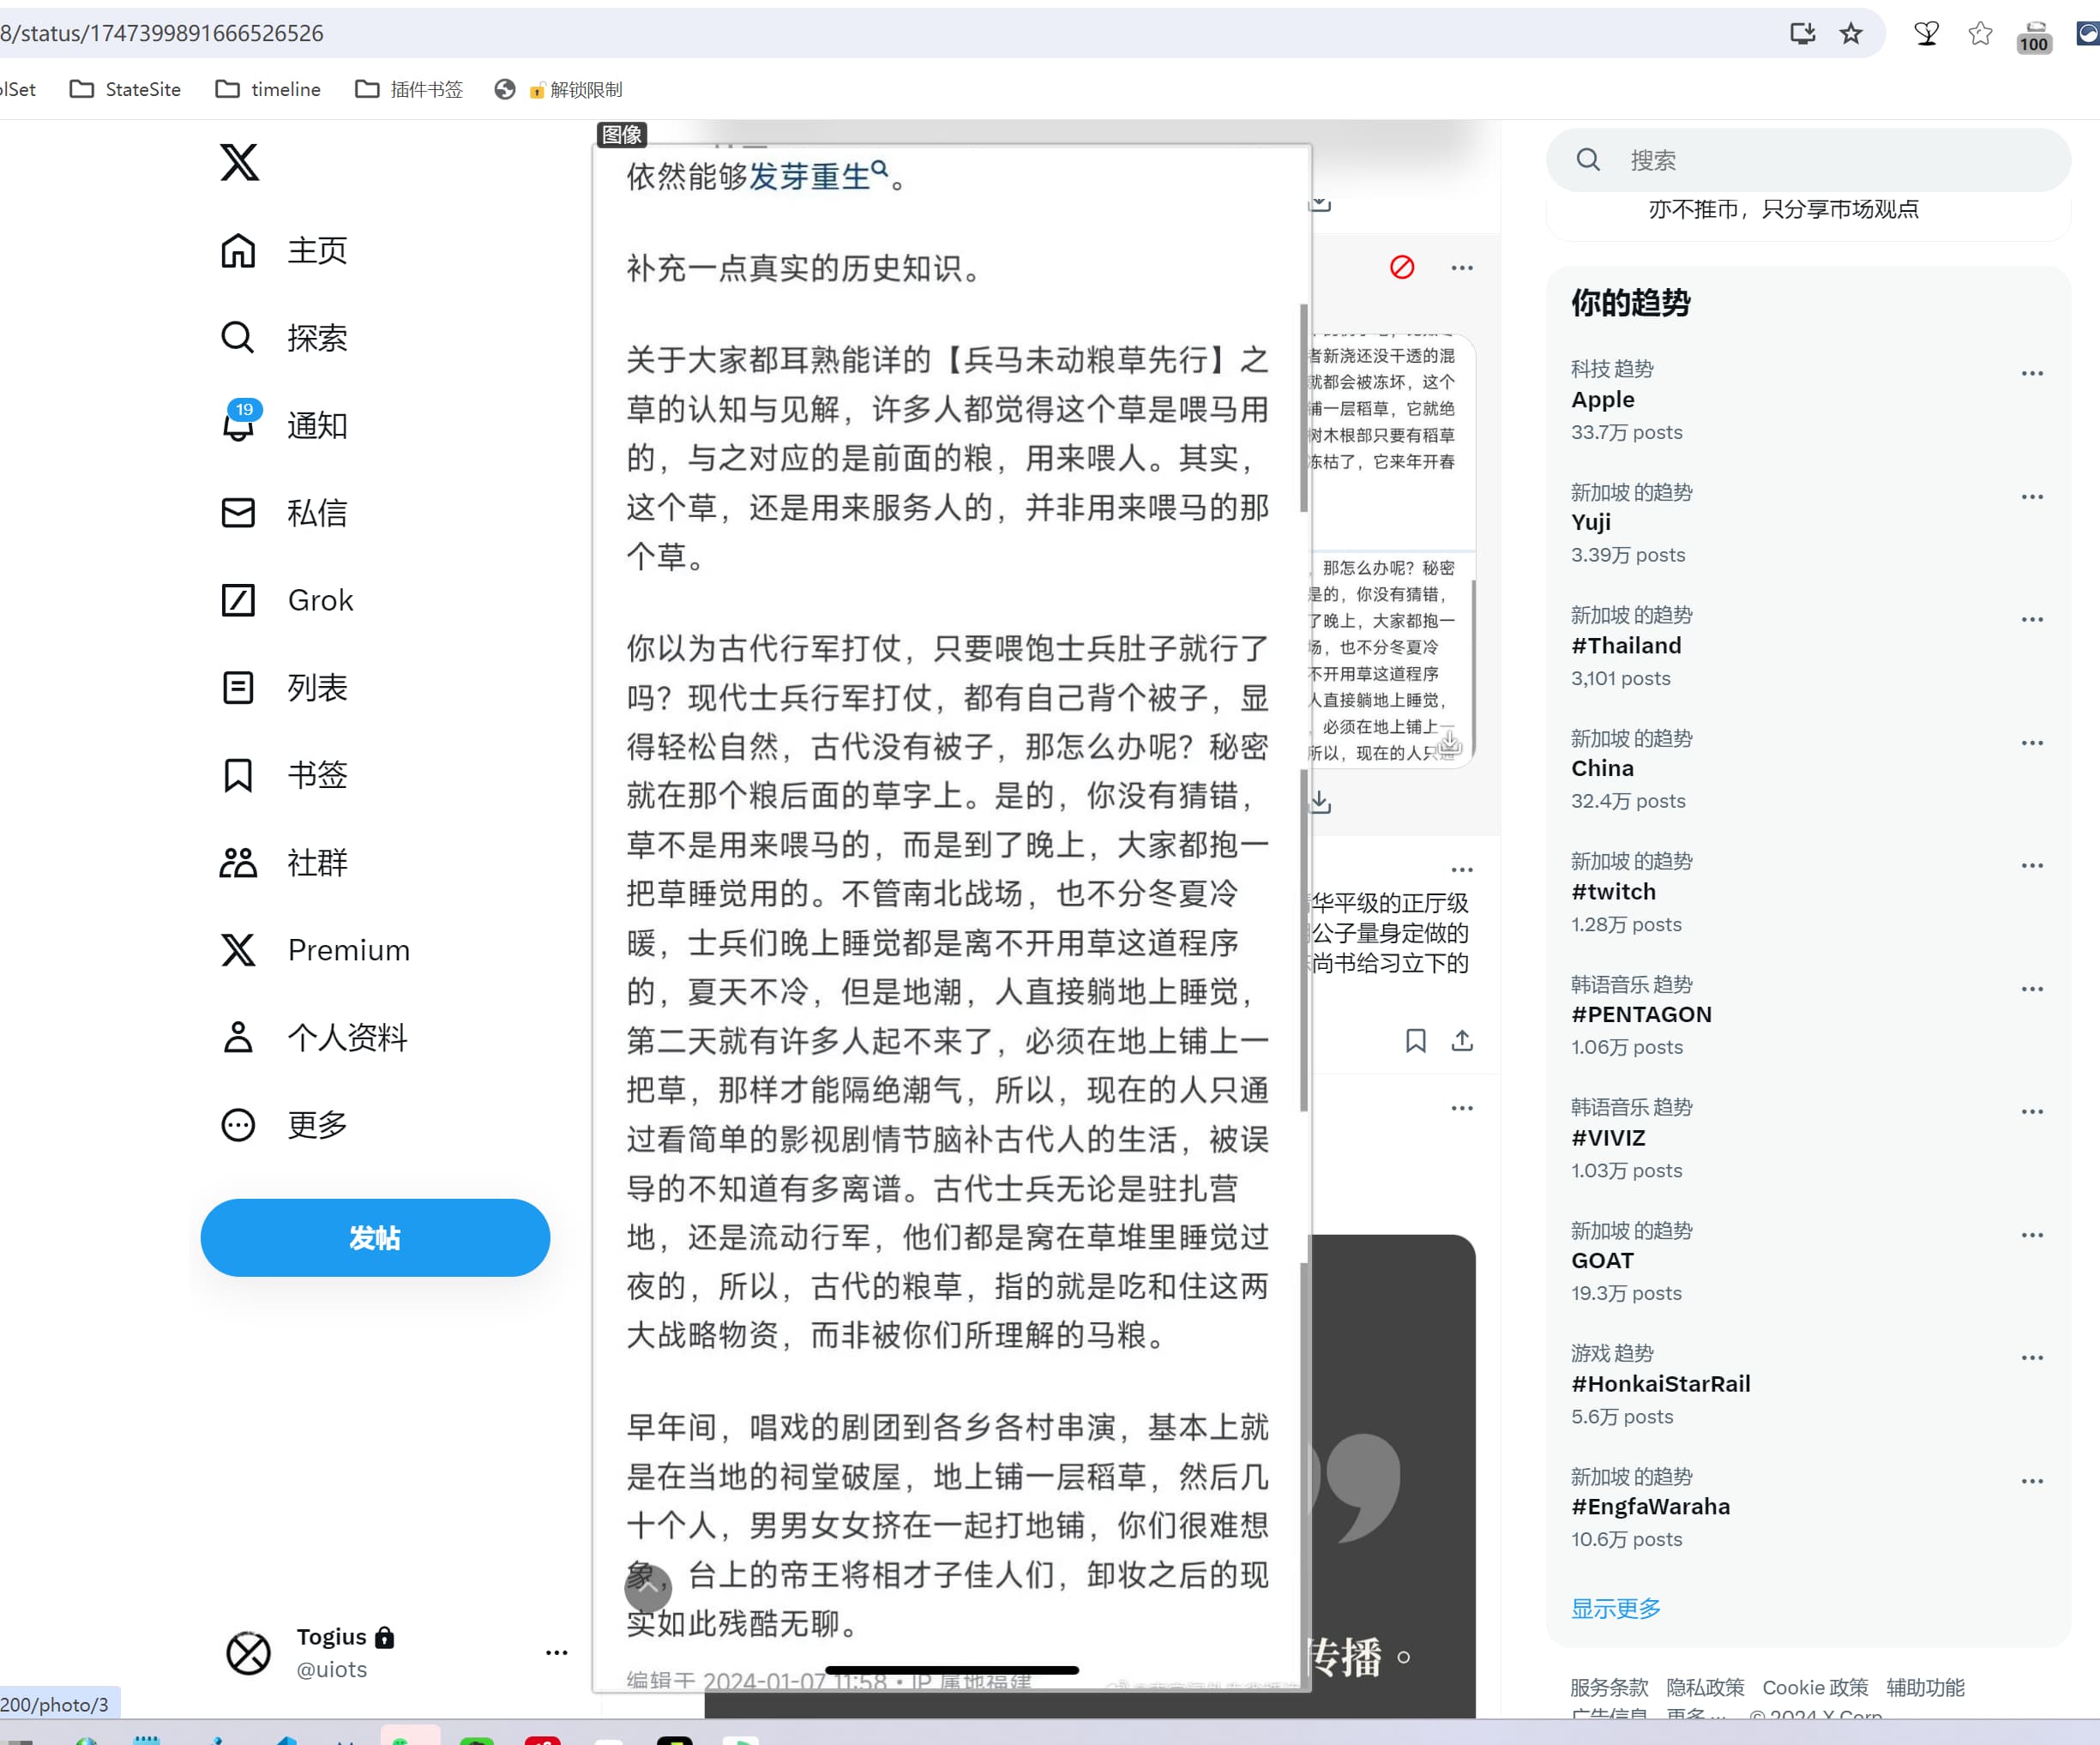 8/status/1747399891666526526
100
olSet
StateSite
timeline
插件书签
解锁限制
主页
探索
19
通知
私信
Grok
列表
书签
社群
Premium
个人资料
更多
发帖
Togius
@uiots
200/photo/3
图像
依然能够发芽重生。
补充一点真实的历史知识。
关于大家都耳熟能详的【兵马未动粮草先行】之
草的认知与见解，许多人都觉得这个草是喂马用
的，与之对应的是前面的粮，用来喂人。其实，
这个草，还是用来服务人的，并非用来喂马的那
个草。
你以为古代行军打仗，只要喂饱士兵肚子就行了
吗？现代士兵行军打仗，都有自己背个被子，显
得轻松自然，古代没有被子，那怎么办呢？秘密
就在那个粮后面的草字上。是的，你没有猜错，
草不是用来喂马的，而是到了晚上，大家都抱一
把草睡觉用的。不管南北战场，也不分冬夏冷
暖，士兵们晚上睡觉都是离不开用草这道程序
的，夏天不冷，但是地潮，人直接躺地上睡觉，
第二天就有许多人起不来了，必须在地上铺上一
把草，那样才能隔绝潮气，所以，现在的人只通
过看简单的影视剧情节脑补古代人的生活，被误
导的不知道有多离谱。古代士兵无论是驻扎营
地，还是流动行军，他们都是窝在草堆里睡觉过
夜的，所以，古代的粮草，指的就是吃和住这两
大战略物资，而非被你们所理解的马粮。
早年间，唱戏的剧团到各乡各村串演，基本上就
是在当地的祠堂破屋，地上铺一层稻草，然后几
十个人，男男女女挤在一起打地铺，你们很难想
象，台上的帝王将相才子佳人们，卸妆之后的现
实如此残酷无聊。
编辑于 2024-01-07 11:58・IP 属地福建
者新浇还没干透的混
就都会被冻坏，这个
铺一层稻草，它就绝
树木根部只要有稻草
冻枯了，它来年开春
，那怎么办呢？秘密
是的，你没有猜错，
了晚上，大家都抱一
场，也不分冬夏冷
不开用草这道程序
人直接躺地上睡觉，
，必须在地上铺上一
所以，现在的人只通
华平级的正厅级
公子量身定做的
尚书给习立下的
传播。
搜索
亦不推币，只分享市场观点
你的趋势
科技 趋势
Apple
33.7万 posts
新加坡 的趋势
Yuji
3.39万 posts
新加坡 的趋势
#Thailand
3,101 posts
新加坡 的趋势
China
32.4万 posts
新加坡 的趋势
#twitch
1.28万 posts
韩语音乐 趋势
#PENTAGON
1.06万 posts
韩语音乐 趋势
#VIVIZ
1.03万 posts
新加坡 的趋势
GOAT
19.3万 posts
游戏 趋势
#HonkaiStarRail
5.6万 posts
新加坡 的趋势
#EngfaWaraha
10.6万 posts
显示更多
服务条款 隐私政策 Cookie 政策 辅助功能
广告信息 更多 … © 2024 X Corp